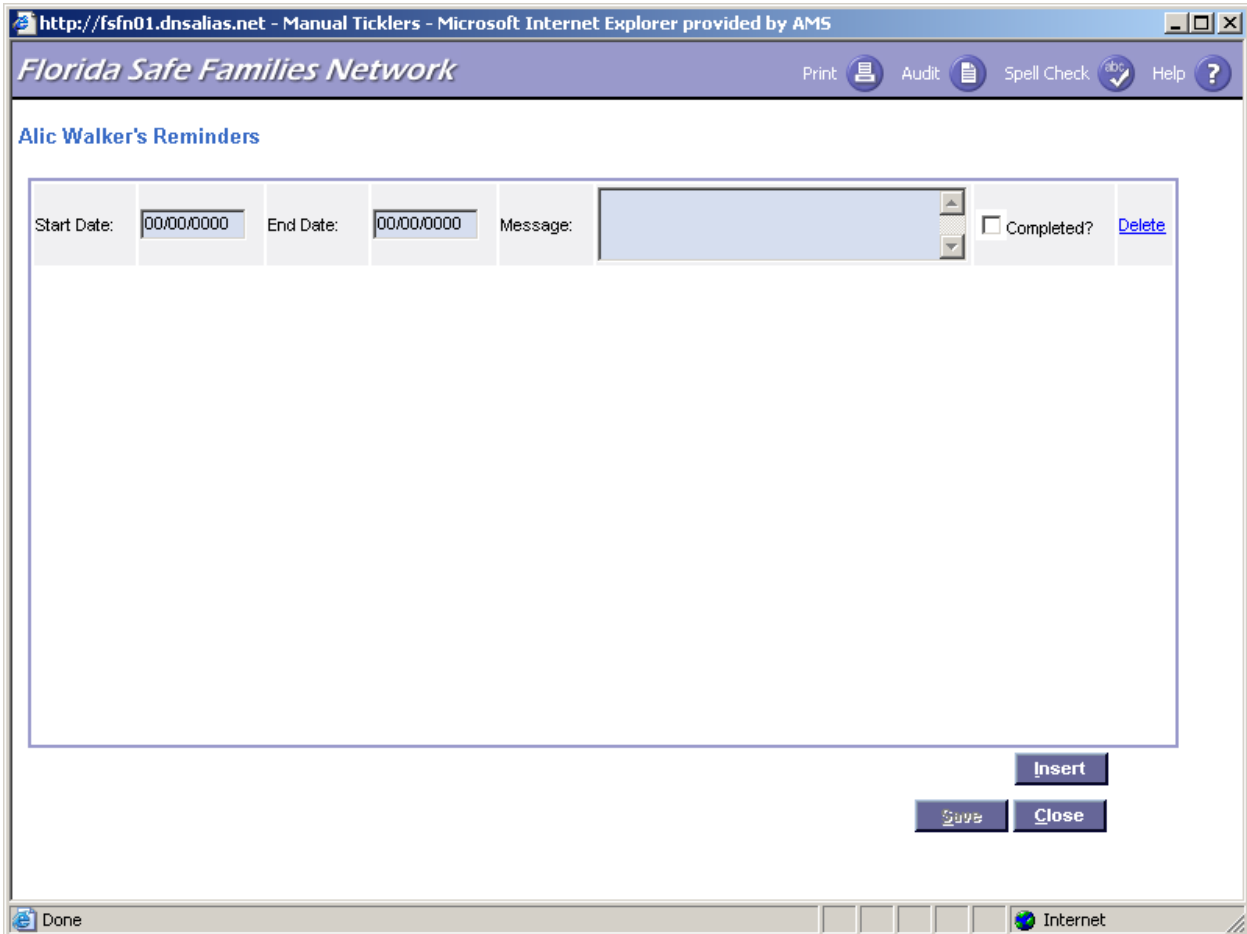 http://fsfn01.dnsalias.net - Manual Ticklers - Microsoft Internet Explorer provided by AMS
Florida Safe Families Network Print Audit Spell Check abc Help ?
Alic Walker's Reminders
Start Date: 00/00/0000 End Date: 00/00/0000 Message: Completed? Delete
Insert
Save Close
Done Internet